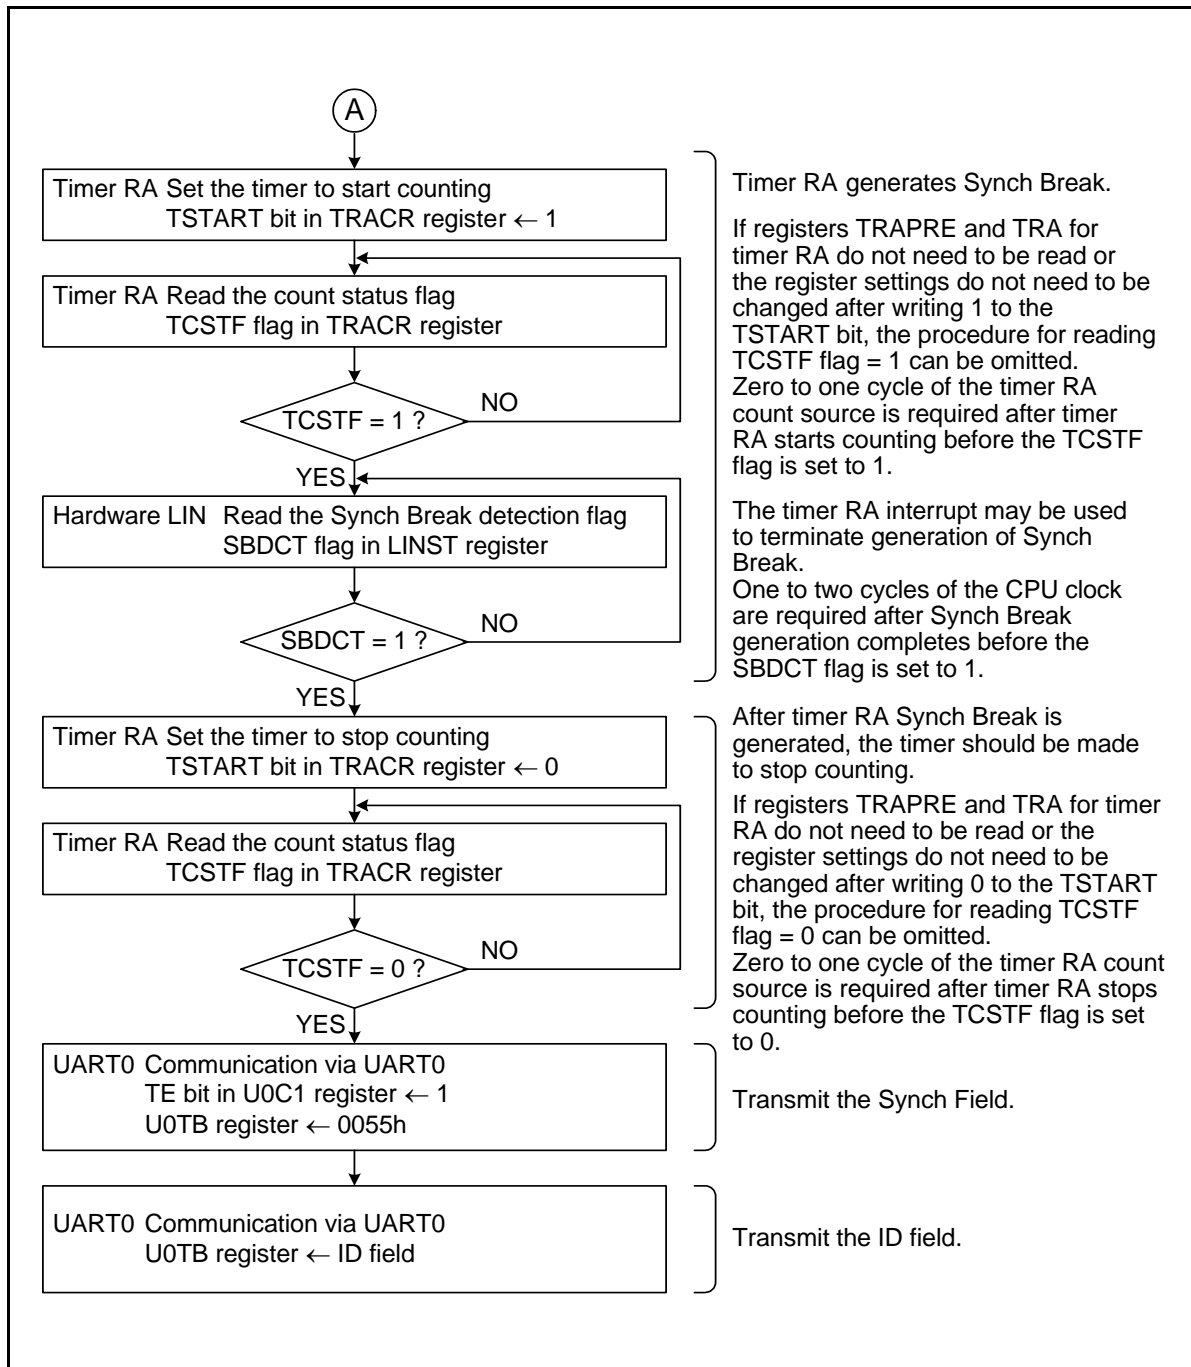 A
Timer RA Set the timer to start counting
TSTART bit in TRACR register ← 1
Timer RA Read the count status flag
TCSTF flag in TRACR register
TCSTF = 1 ?
NO
YES
Hardware LIN Read the Synch Break detection flag
SBDCT flag in LINST register
SBDCT = 1 ?
NO
YES
Timer RA generates Synch Break.
If registers TRAPRE and TRA for
timer RA do not need to be read or
the register settings do not need to be
changed after writing 1 to the
TSTART bit, the procedure for reading
TCSTF flag = 1 can be omitted.
Zero to one cycle of the timer RA
count source is required after timer
RA starts counting before the TCSTF
flag is set to 1.
The timer RA interrupt may be used
to terminate generation of Synch
Break.
One to two cycles of the CPU clock
are required after Synch Break
generation completes before the
SBDCT flag is set to 1.
Timer RA Set the timer to stop counting
TSTART bit in TRACR register ← 0
Timer RA Read the count status flag
TCSTF flag in TRACR register
TCSTF = 0 ?
NO
YES
After timer RA Synch Break is
generated, the timer should be made
to stop counting.
If registers TRAPRE and TRA for timer
RA do not need to be read or the
register settings do not need to be
changed after writing 0 to the TSTART
bit, the procedure for reading TCSTF
flag = 0 can be omitted.
Zero to one cycle of the timer RA count
source is required after timer RA stops
counting before the TCSTF flag is set
to 0.
UART0 Communication via UART0
TE bit in U0C1 register ← 1
U0TB register ← 0055h
Transmit the Synch Field.
UART0 Communication via UART0
U0TB register ← ID field
Transmit the ID field.